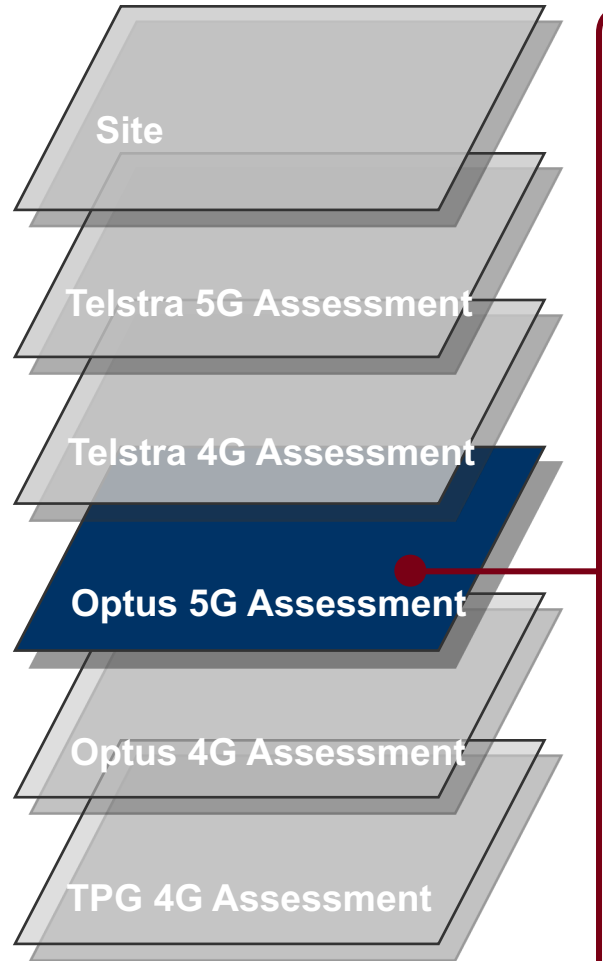 Site
Telstra 5G Assessment
Telstra 4G Assessment
Optus 5G Assessment
Optus 4G Assessment
TPG 4G Assessment